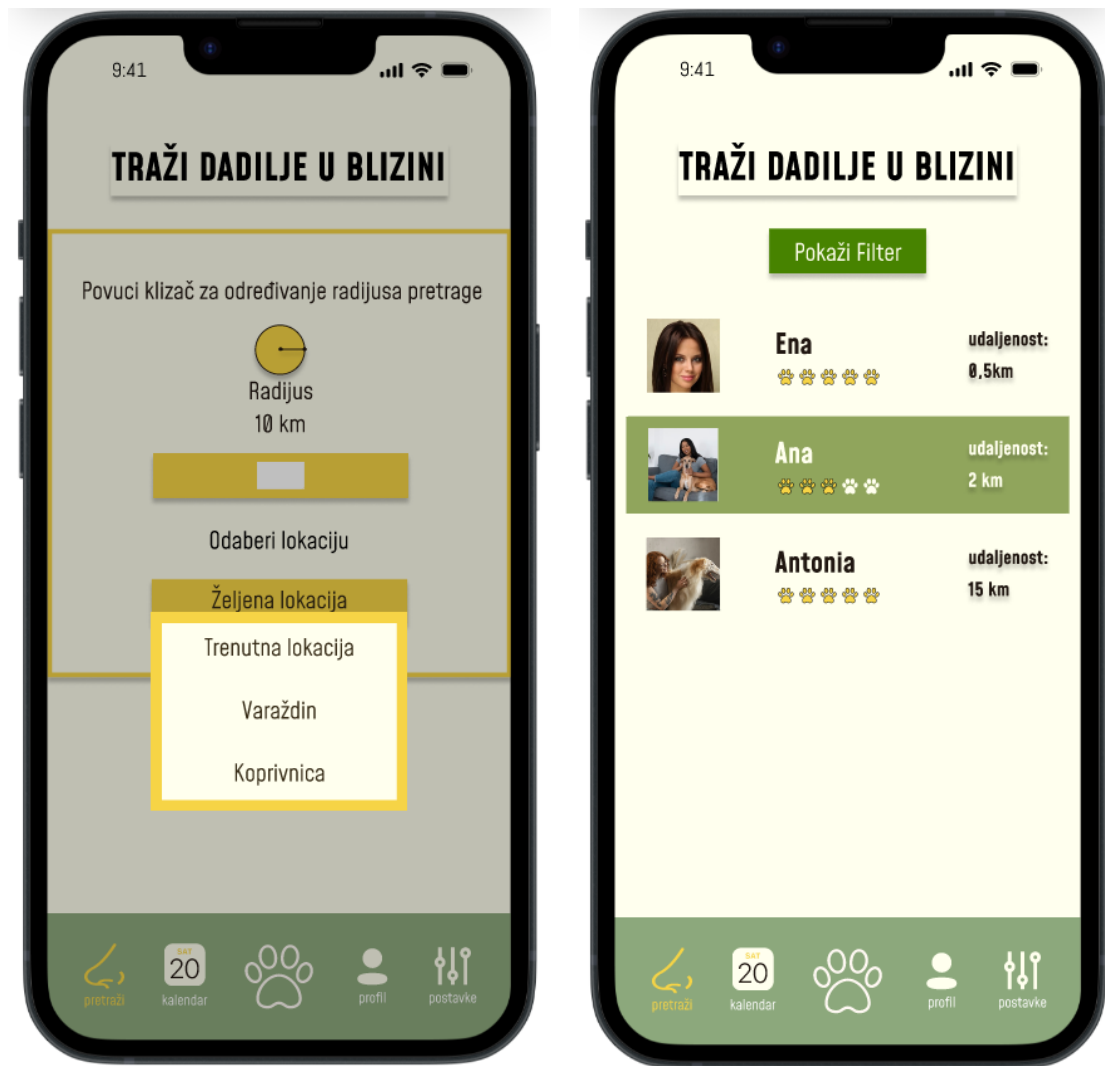 9:41
TRAŽI DADILJE U BLIZINI
Povuci klizač za određivanje radijusa pretrage
Radijus
10 km
Odaberi lokaciju
Željena lokacija
Trenutna lokacija
Varaždin
Koprivnica
pretraži
SAT
20
kalendar
profil
postavke
9:41
TRAŽI DADILJE U BLIZINI
Pokaži Filter
Ena
udaljenost:
0,5km
Ana
udaljenost:
2 km
Antonia
udaljenost:
15 km
pretraži
SAT
20
kalendar
profil
postavke